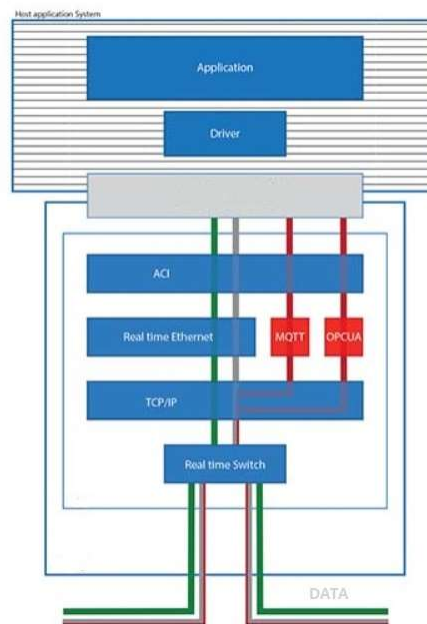 Host application System
Application
Driver
ACI
Real time Ethernet
MQTT
OPCUA
TCP/IP
Real time Switch
DATA